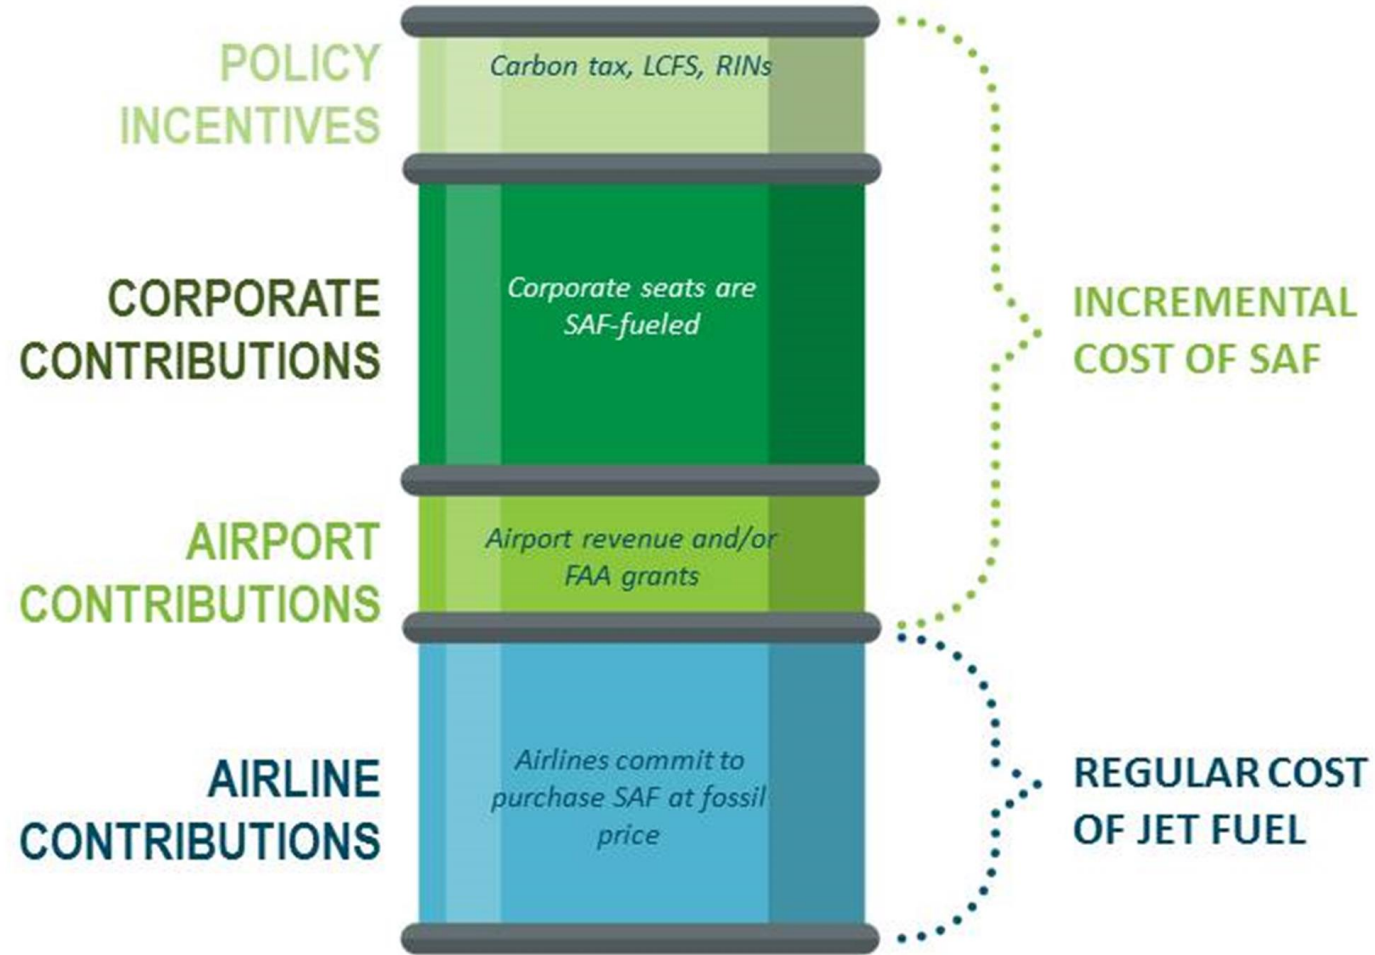 POLICY
INCENTIVES
Carbon tax, LCFS, RINs
CORPORATE
CONTRIBUTIONS
Corporate seats are
SAF-fueled
INCREMENTAL
COST OF SAF
AIRPORT
CONTRIBUTIONS
Airport revenue and/or
FAA grants
AIRLINE
CONTRIBUTIONS
Airlines commit to
purchase SAF at fossil
price
REGULAR COST
OF JET FUEL